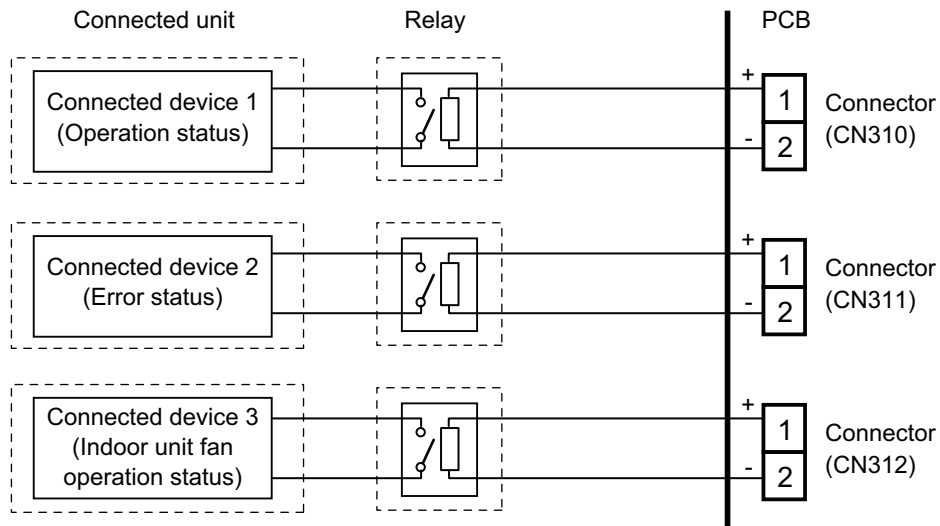 Connected unit
Relay
PCB
Connected device 1
(Operation status)
+
1
-
2
Connector
(CN310)
Connected device 2
(Error status)
+
1
-
2
Connector
(CN311)
Connected device 3
(Indoor unit fan
operation status)
+
1
-
2
Connector
(CN312)